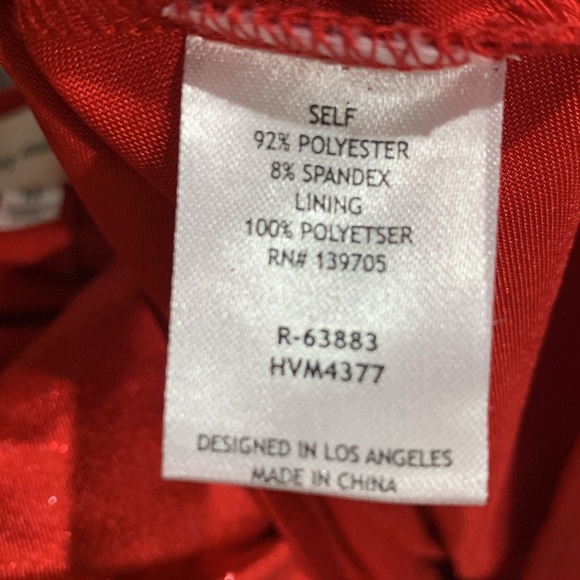 SELF
92% POLYESTER
8% SPANDEX
LINING
100% POLYETSER
RN# 139705
R-63883
HVM4377
DESIGNED IN LOS ANGELES
MADE IN CHINA